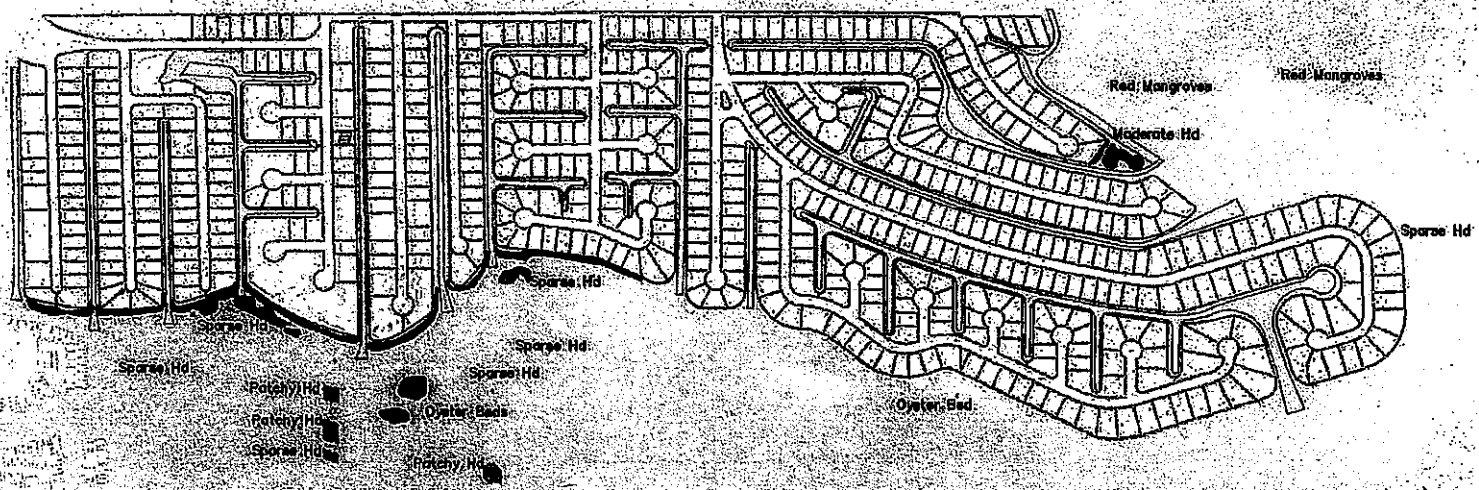 Red Mangroves
Red Mangroves
Moderate Hd
Sparse Hd
Sparse Hd
Sparse Hd
Sparse Hd
Sparse Hd
Sparse Hd
Patchy Hd
Oyster Bed
Oyster Beds
Patchy Hd
Sparse Hd
Patchy Hd